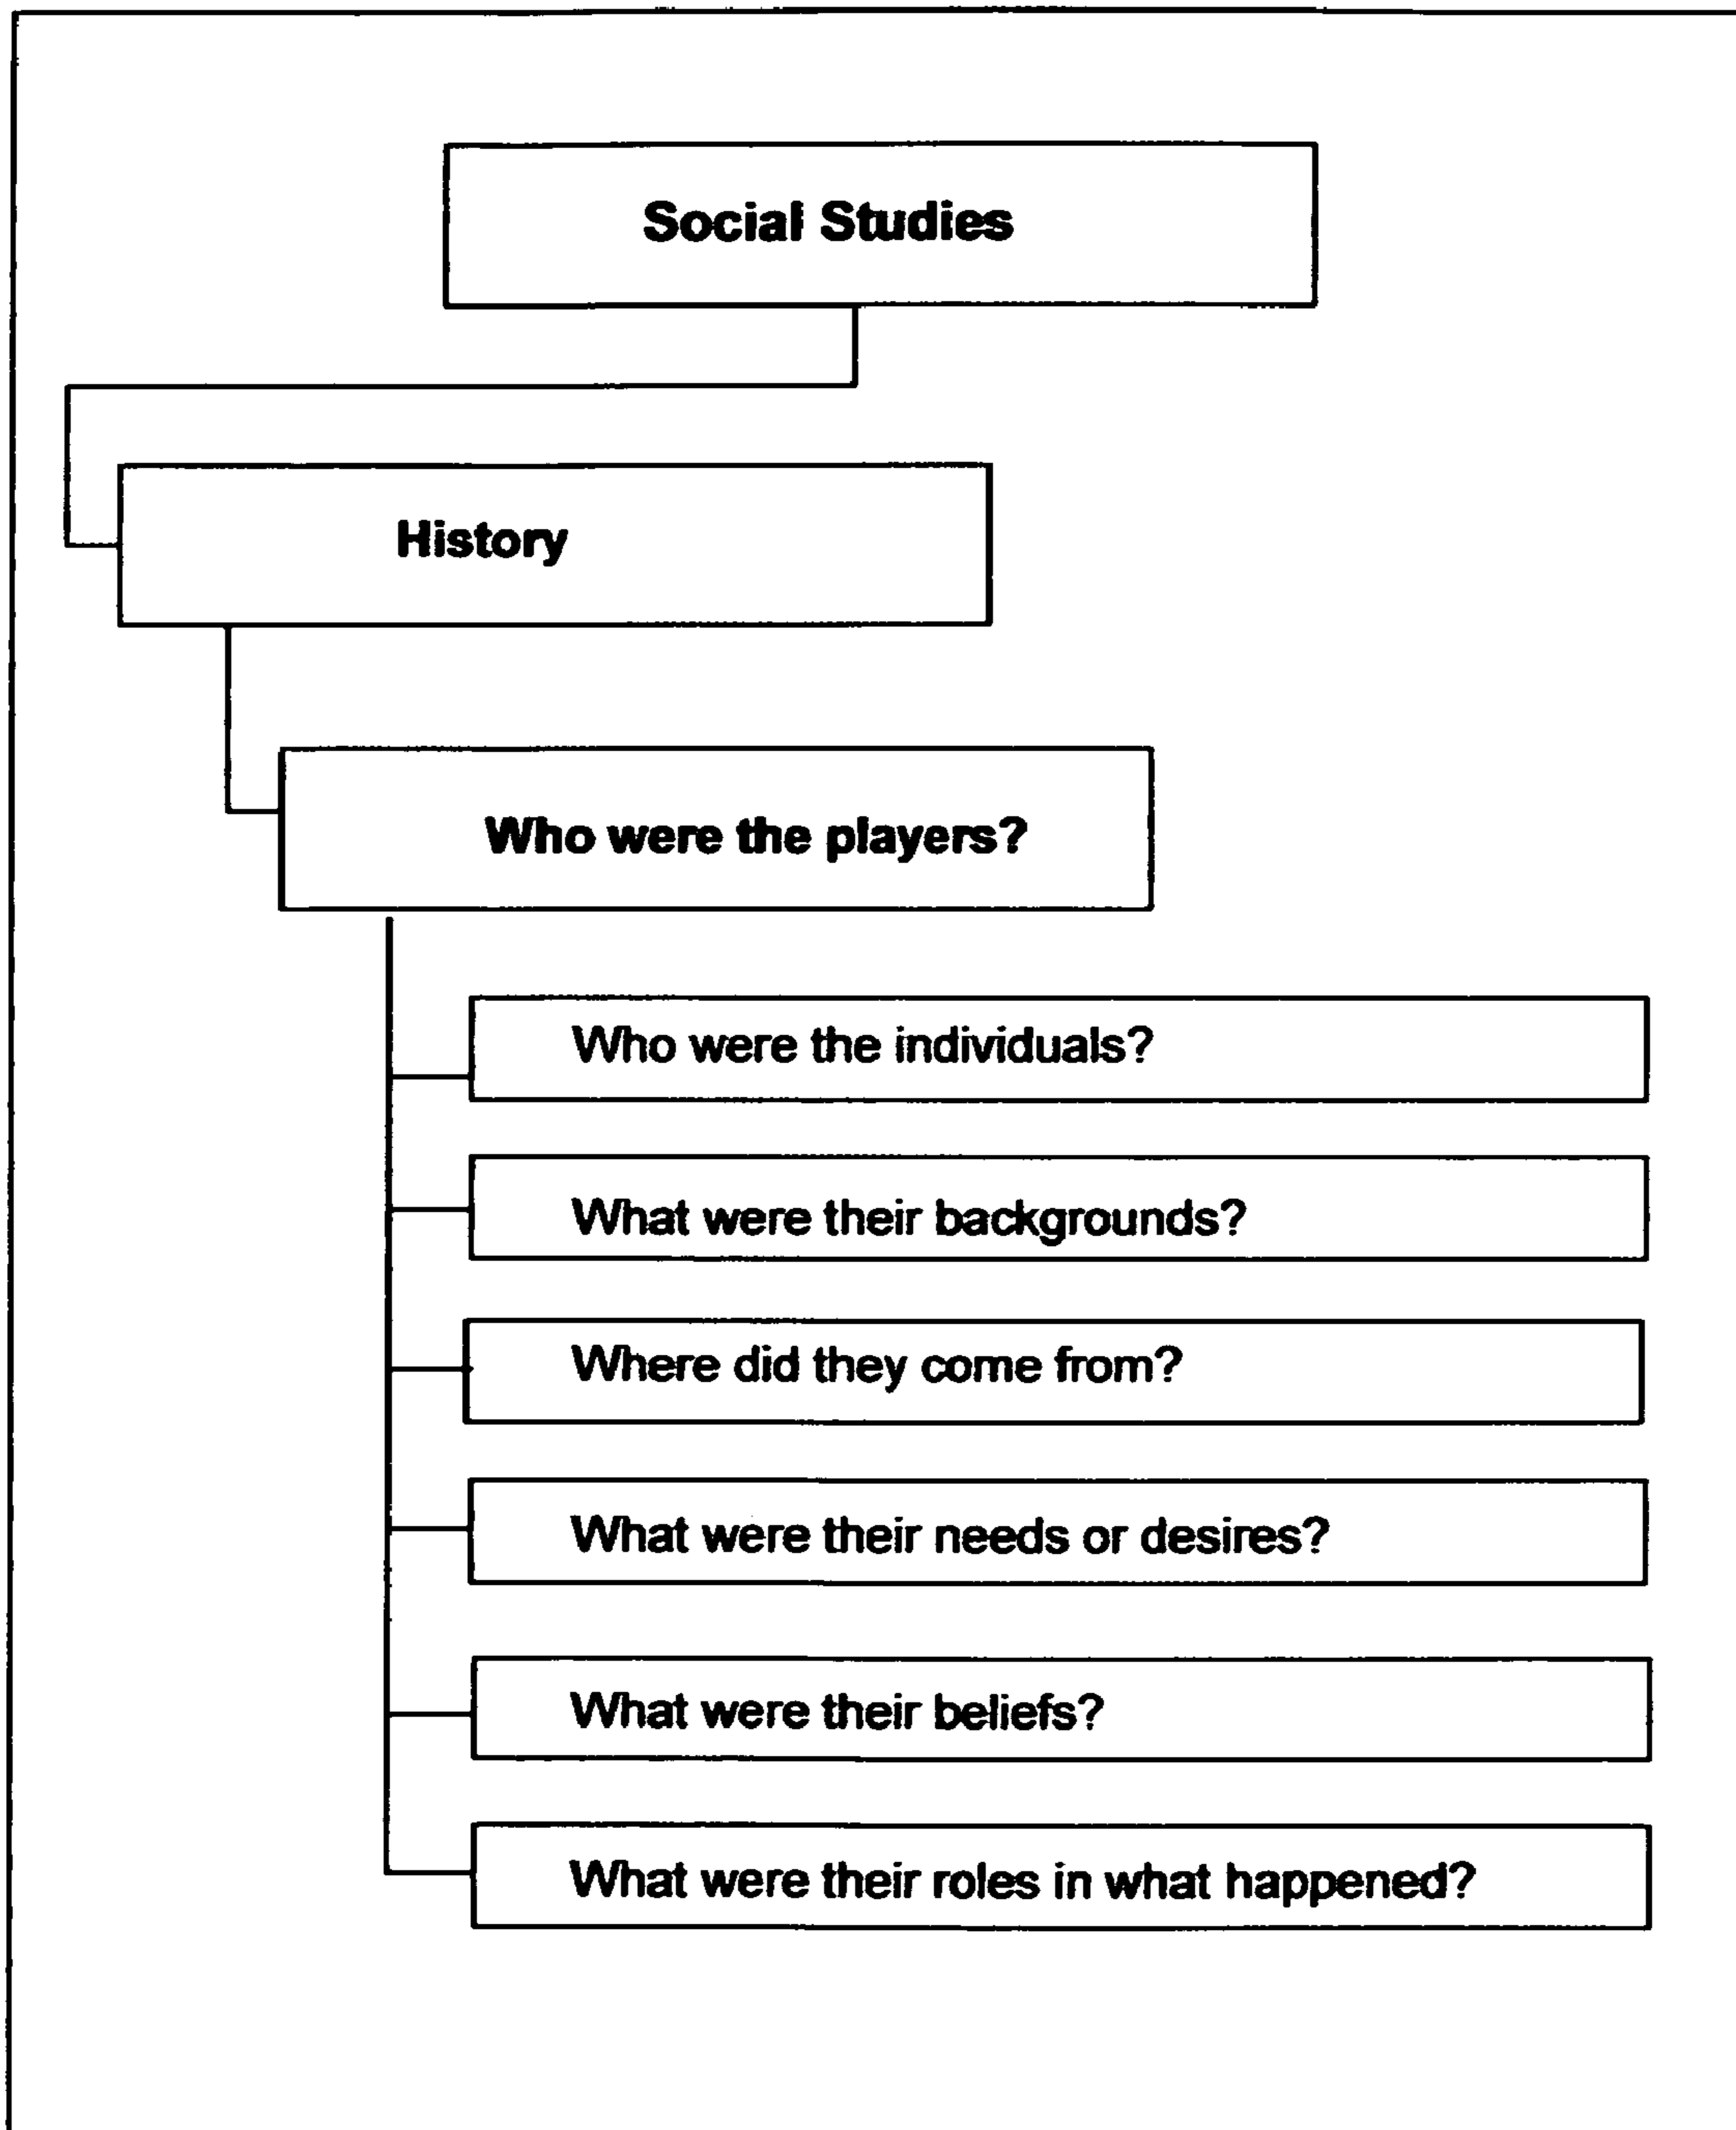 Social Studies
History
Who were the players?
Who were the individuals?
What were their backgrounds?
Where did they come from?
What were their needs or desires?
What were their beliefs?
What were their roles in what happened?